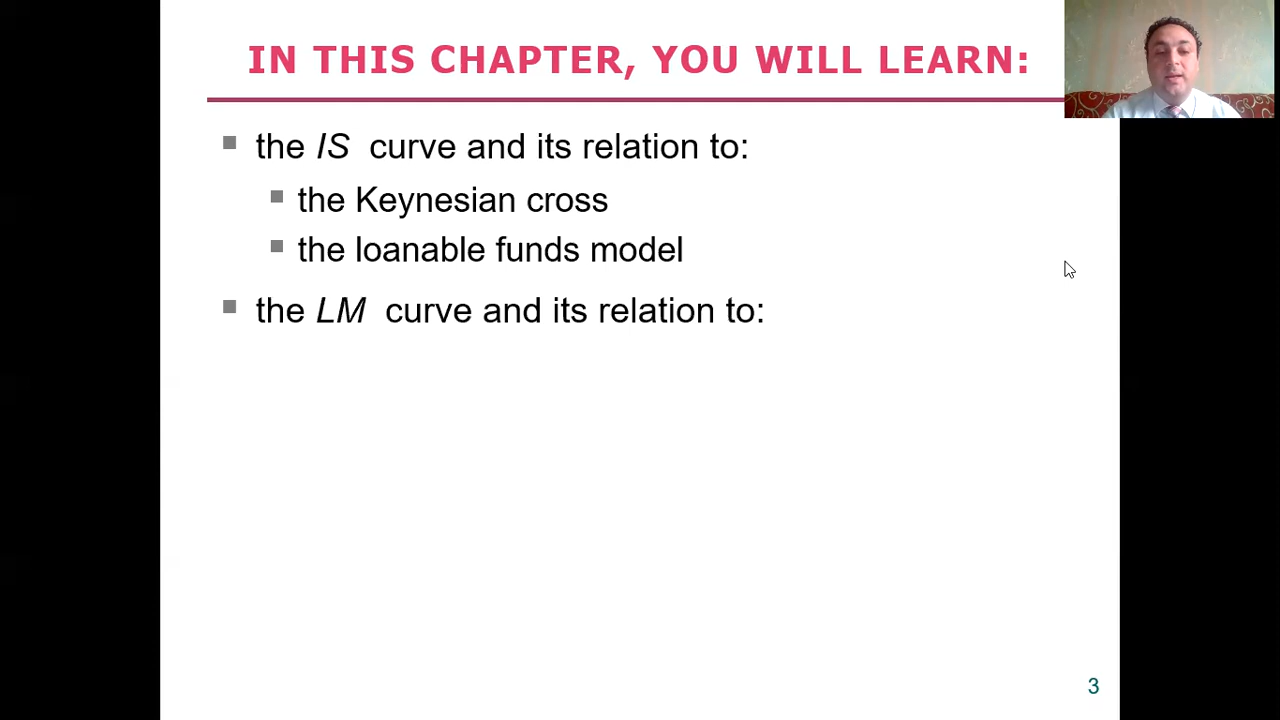 IN THIS CHAPTER, YOU WILL LEARN:
the IS curve and its relation to:
the Keynesian cross
the loanable funds model
the LM curve and its relation to:
3